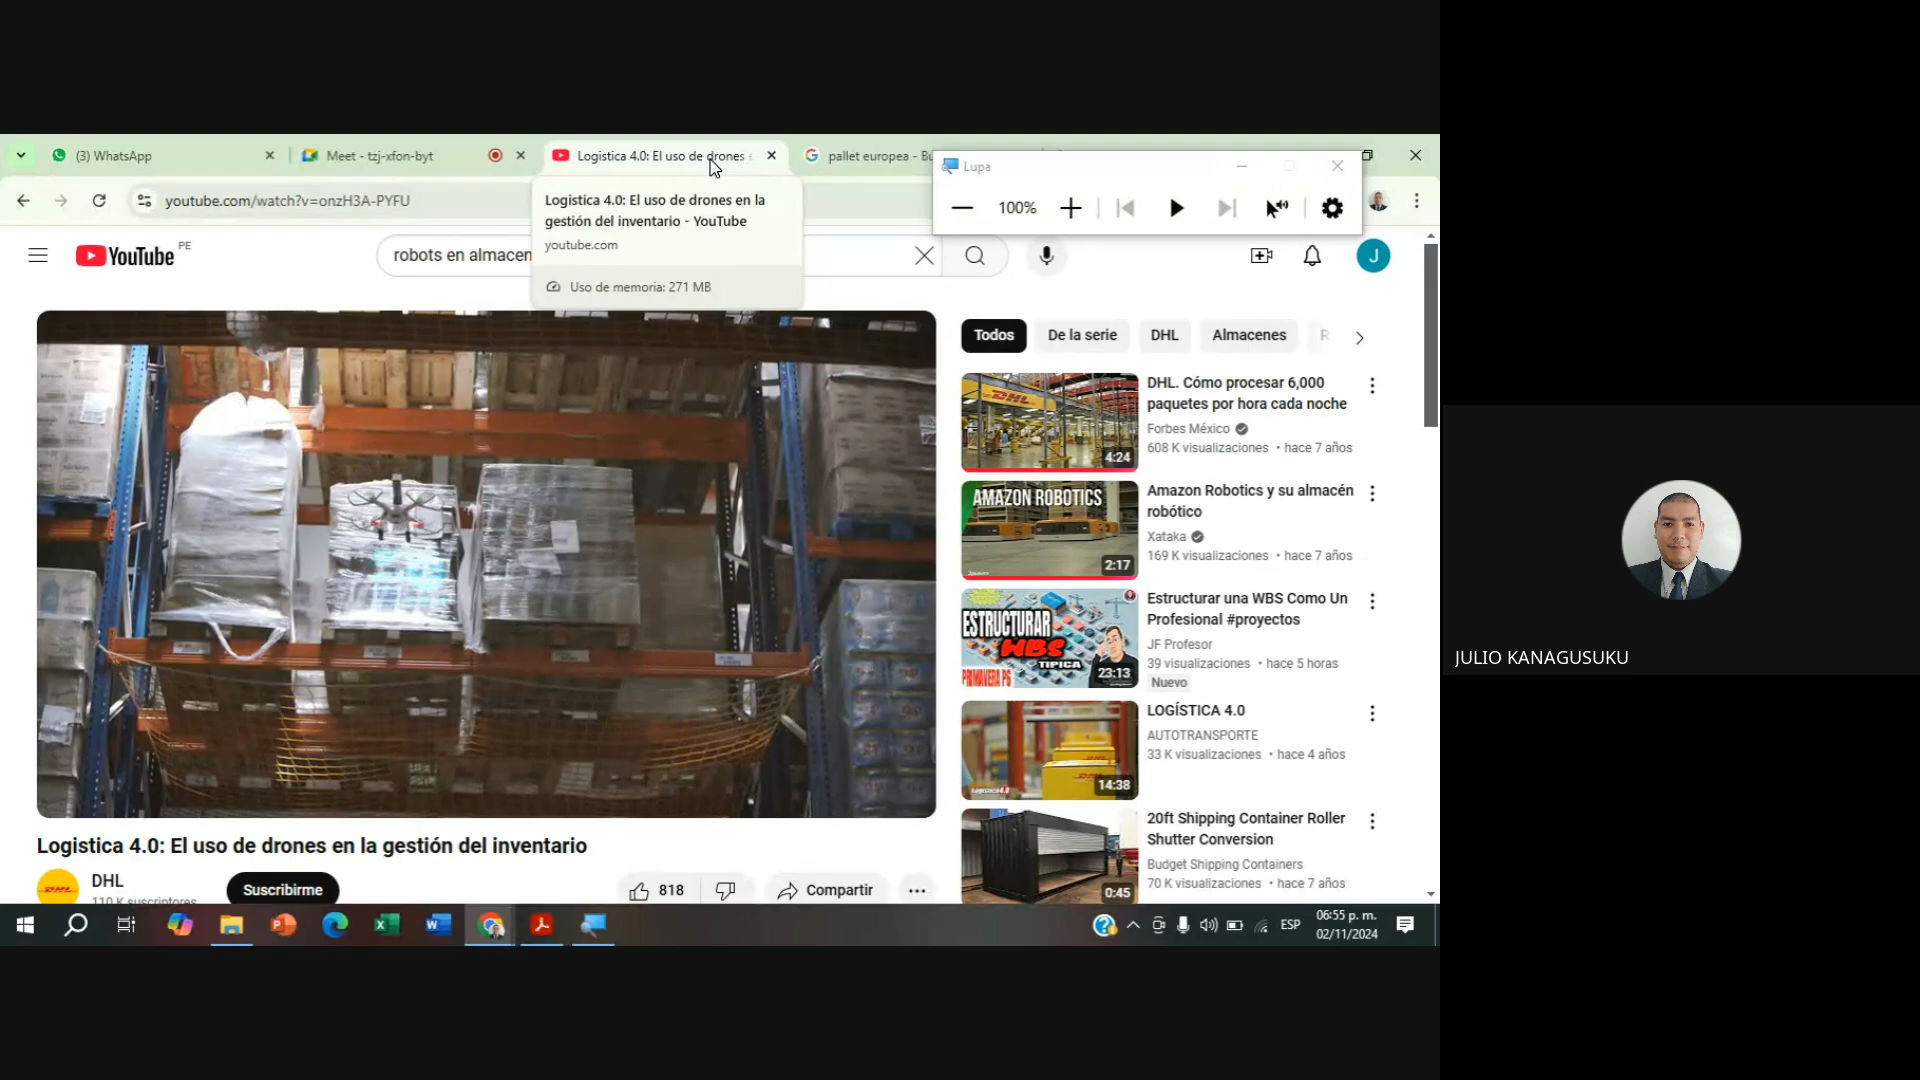 (3) WhatsApp
Meet - tzj-xfon-byt
Logistica 4.0: El uso de drones
pallet europea - Bu
Lupa
youtube.com/watch?v=onzH3A-PYFU
100%
Logistica 4.0: El uso de drones en la
gestión del inventario - YouTube
youtube.com
Uso de memoria: 271 MB
YouTube PE
robots en almacen
J
Todos
De la serie
DHL
Almacenes
R
DHL. Cómo procesar 6,000
paquetes por hora cada noche
Forbes México
608 K visualizaciones • hace 7 años
4:24
AMAZON ROBOTICS
Amazon Robotics y su almacén
robótico
Xataka
169 K visualizaciones • hace 7 años
2:17
ESTRUCTURAR
WBS
TIPICA
PRIMAVERA P6
23:13
Estructurar una WBS Como Un
Profesional #proyectos
JF Profesor
39 visualizaciones • hace 5 horas
Nuevo
LOGÍSTICA 4.0
AUTOTRANSPORTE
33 K visualizaciones • hace 4 años
14:38
20ft Shipping Container Roller
Shutter Conversion
Budget Shipping Containers
70 K visualizaciones • hace 7 años
0:45
Logistica 4.0: El uso de drones en la gestión del inventario
DHL
110 K suscriptores
Suscribirme
818
Compartir
ESP
06:55 p. m.
02/11/2024
JULIO KANAGUSUKU